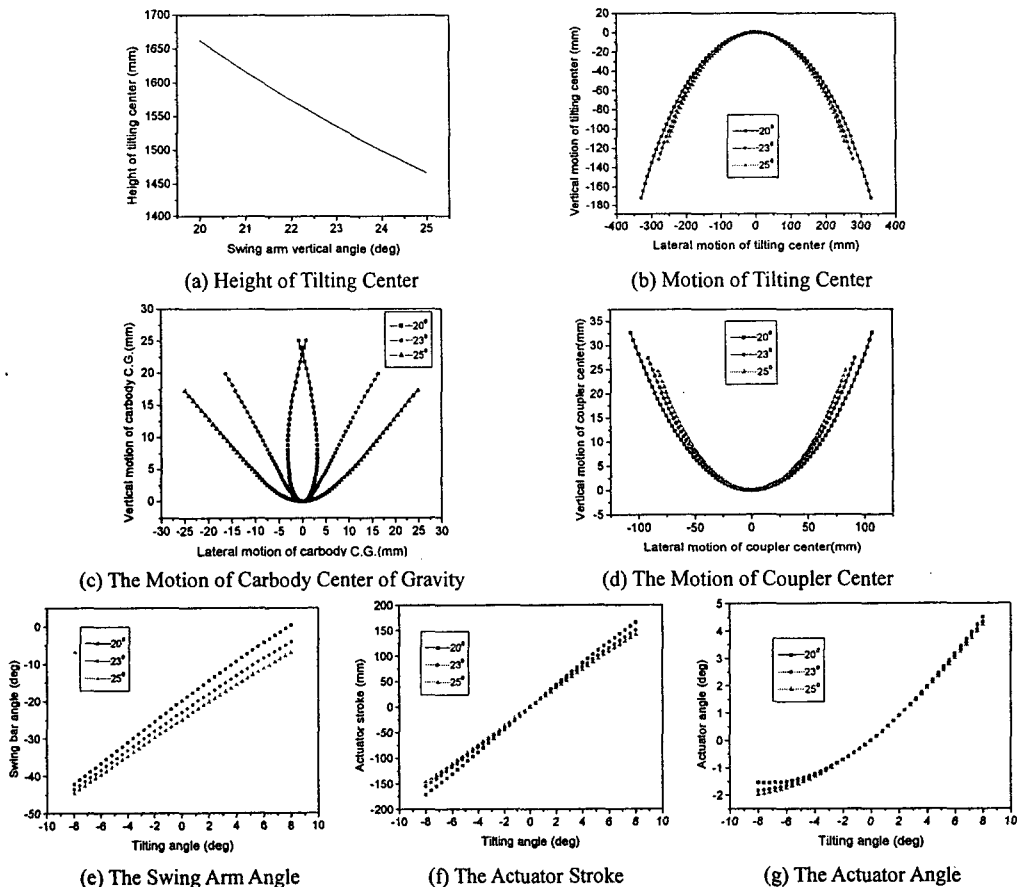 1700
1650
1600
1550
1500
1450
1400
Height of tilting center (mm)
20 21 22 23 24 25
Swing arm vertical angle (deg)
(a) Height of Tilting Center
20
0
-20
-40
-60
-80
-100
-120
-140
-160
-180
Vertical motion of tilting center (mm)
20°
23°
25°
-400 -300 -200 -100 0 100 200 300 400
Lateral motion of tilting center (mm)
(b) Motion of Tilting Center
30
25
20
15
10
5
0
Vertical motion of carbody C.G.(mm)
20°
23°
25°
-30 -25 -20 -15 -10 -5 0 5 10 15 20 25 30
Lateral motion of carbody C.G.(mm)
(c) The Motion of Carbody Center of Gravity
35
30
25
20
15
10
5
0
-5
Vertical motion of coupler center(mm)
20°
23°
25°
-100 -50 0 50 100
Lateral motion of coupler center(mm)
(d) The Motion of Coupler Center
0
-10
-20
-30
-40
-50
Swing bar angle (deg)
20°
23°
25°
-10 -8 -6 -4 -2 0 2 4 6 8 10
Tilting angle (deg)
(e) The Swing Arm Angle
200
150
100
50
0
-50
-100
-150
-200
Actuator stroke (mm)
20°
23°
25°
-10 -8 -6 -4 -2 0 2 4 6 8 10
Tilting angle (deg)
(f) The Actuator Stroke
5
4
3
2
1
0
-1
-2
Actuator angle (deg)
20°
23°
25°
-10 -8 -6 -4 -2 0 2 4 6 8 10
Tilting angle (deg)
(g) The Actuator Angle